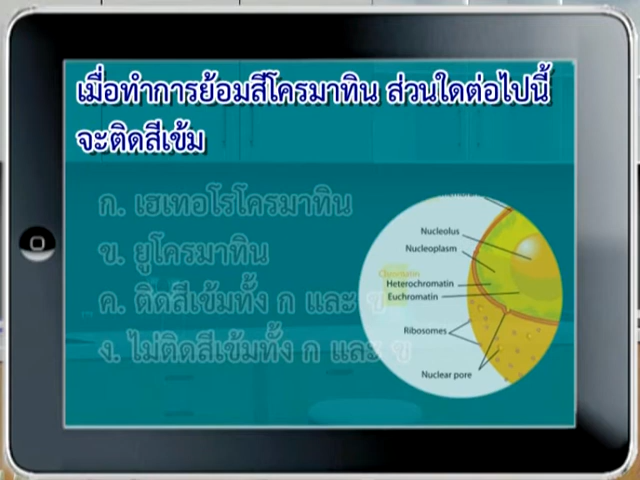 เมื่อทำการย้อมสีโครมาทิน ส่วนใดต่อไปนี้
จะติดสีเข้ม
ก. เฮเทอโรโครมาทิน
ข. ยูโครมาทิน
ค. ติดสีเข้มทั้ง ก และ ข
ง. ไม่ติดสีเข้มทั้ง ก และ ข
Nucleolus
Nucleoplasm
Chromatin
Heterochromatin
Euchromatin
Ribosomes
Nuclear pore